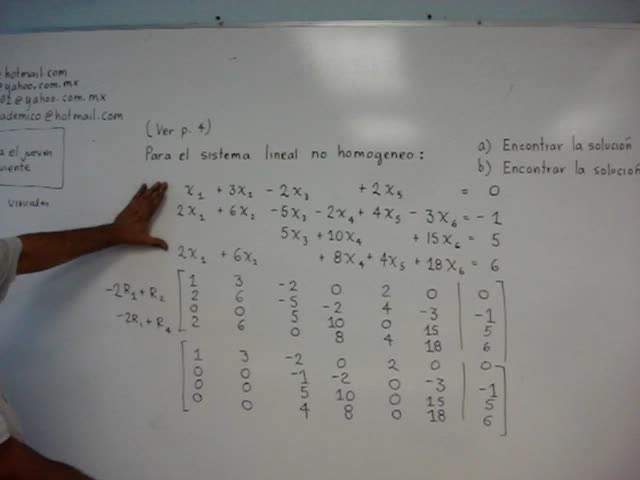 @hotmail.com
@yahoo.com.mx
01@yahoo.com.mx
ademico@hotmail.com
a el jueves
uiente
(Ver p. 4)
Para el sistema lineal no homogeneo:
a) Encontrar la solución
b) Encontrar la solución
x₁ + 3x₂ - 2x₃ + 2x₅ = 0
2x₁ + 6x₂ - 5x₃ - 2x₄ + 4x₅ - 3x₆ = -1
5x₃ + 10x₄ + 15x₆ = 5
2x₁ + 6x₂ + 8x₄ + 4x₅ + 18x₆ = 6
1 3 -2 0 2 0 0
-2R₁+R₂ 2 6 -5 -2 4 -3 -1
0 0 5 10 0 15 5
-2R₁+R₄ 2 6 0 8 4 18 6
1 3 -2 0 2 0 0
0 0 -1 -2 0 -3 -1
0 0 5 10 0 15 5
0 0 4 8 0 18 6